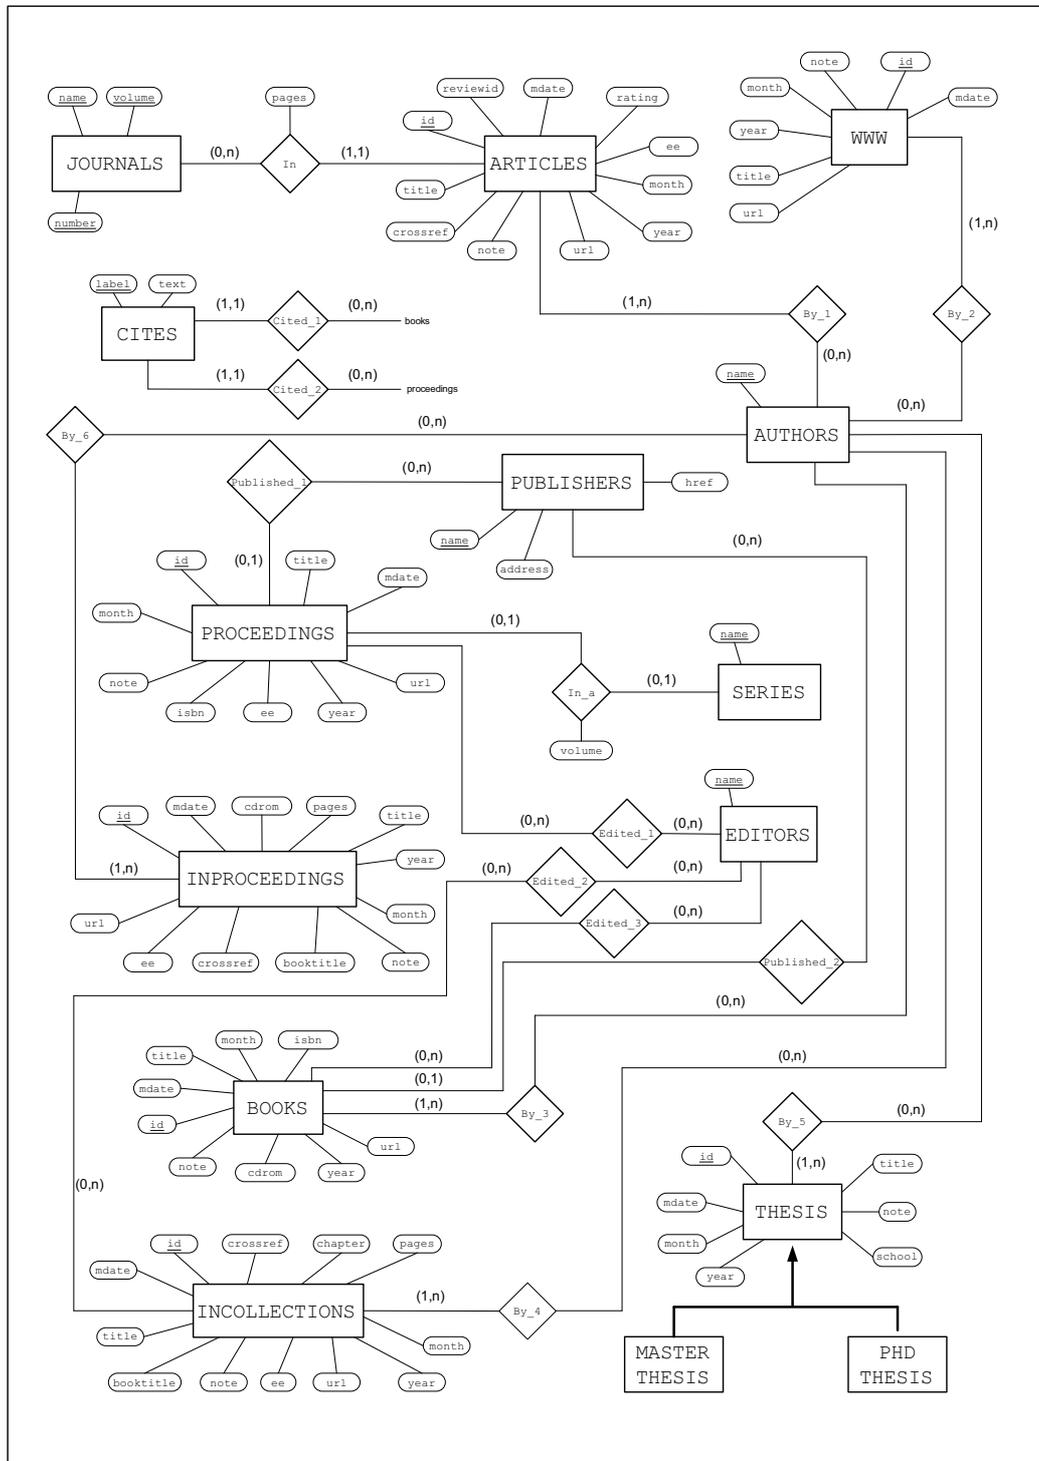 note
id
month
mdate
year
WWW
title
url
(1,n)
reviewid
mdate
rating
id
ee
ARTICLES
title
month
crossref
note
url
year
name
volume
pages
JOURNALS
(0,n)
In
(1,1)
number
label
text
CITES
(1,1)
Cited_1
(0,n)
books
(1,1)
Cited_2
(0,n)
proceedings
(1,n)
By_1
(0,n)
By_2
name
(0,n)
AUTHORS
By_6
(0,n)
Published_1
(0,n)
PUBLISHERS
href
name
address
(0,n)
(0,1)
id
title
mdate
month
PROCEEDINGS
note
isbn
ee
year
url
(0,1)
name
In_a
(0,1)
SERIES
volume
name
(0,n)
Edited_1
(0,n)
EDITORS
(0,n)
Edited_2
(0,n)
Edited_3
(0,n)
Published_2
id
mdate
cdrom
pages
title
year
(1,n)
INPROCEEDINGS
month
url
ee
crossref
booktitle
note
(0,n)
month
isbn
title
mdate
id
BOOKS
note
cdrom
year
url
(0,n)
(0,1)
(1,n)
By_3
(0,n)
By_5
(0,n)
(1,n)
id
title
mdate
THESIS
note
month
school
year
MASTER
THESIS
PHD
THESIS
(0,n)
id
crossref
chapter
pages
mdate
INCOLLECTIONS
(1,n)
By_4
title
month
booktitle
note
ee
url
year